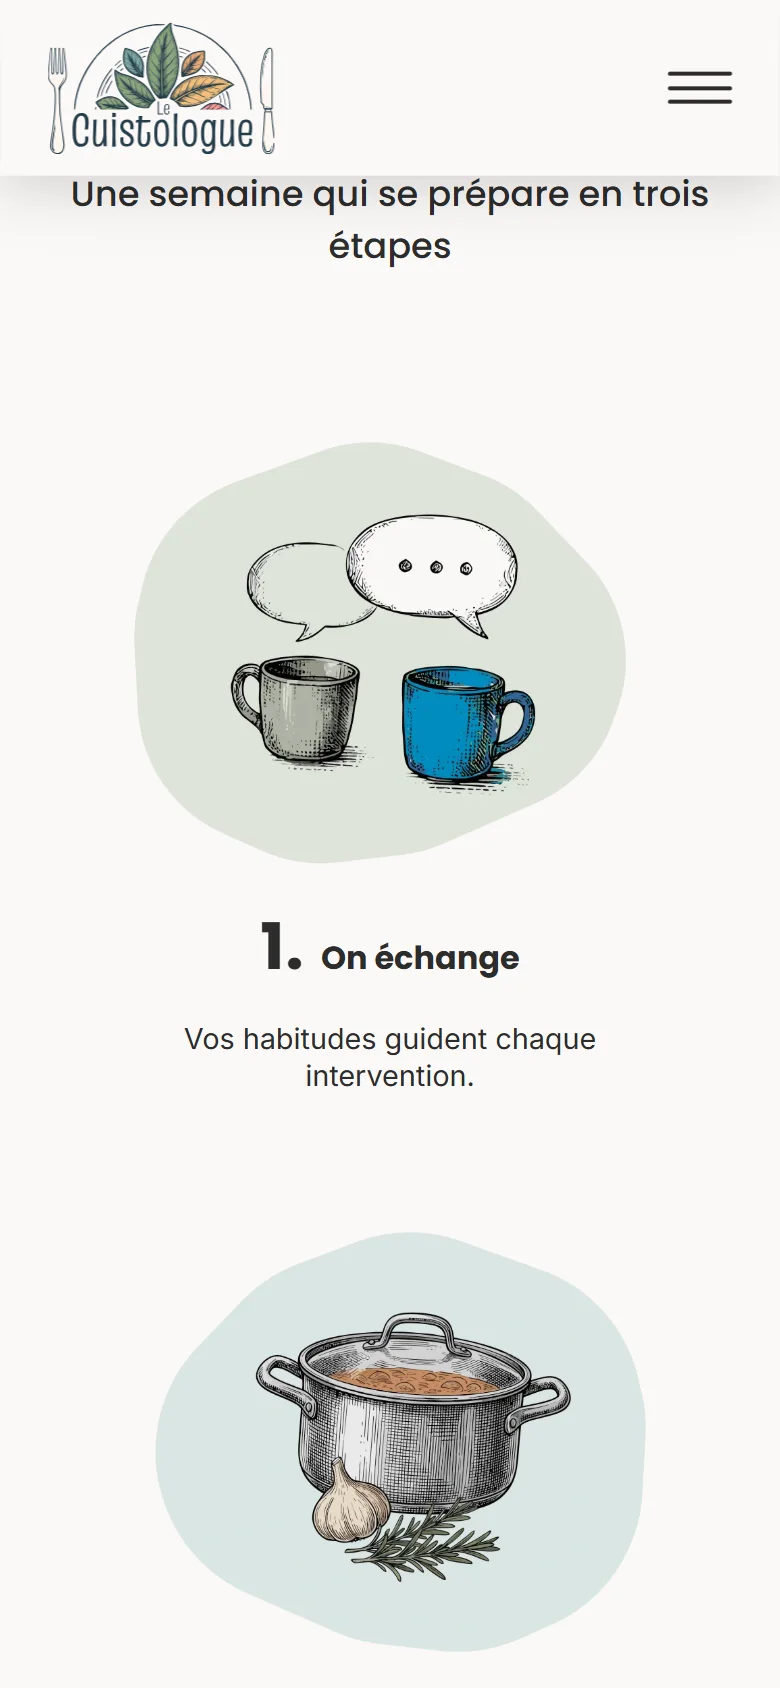 Le
Cuistologue
Une semaine qui se prépare en trois
étapes
1. On échange
Vos habitudes guident chaque
intervention.